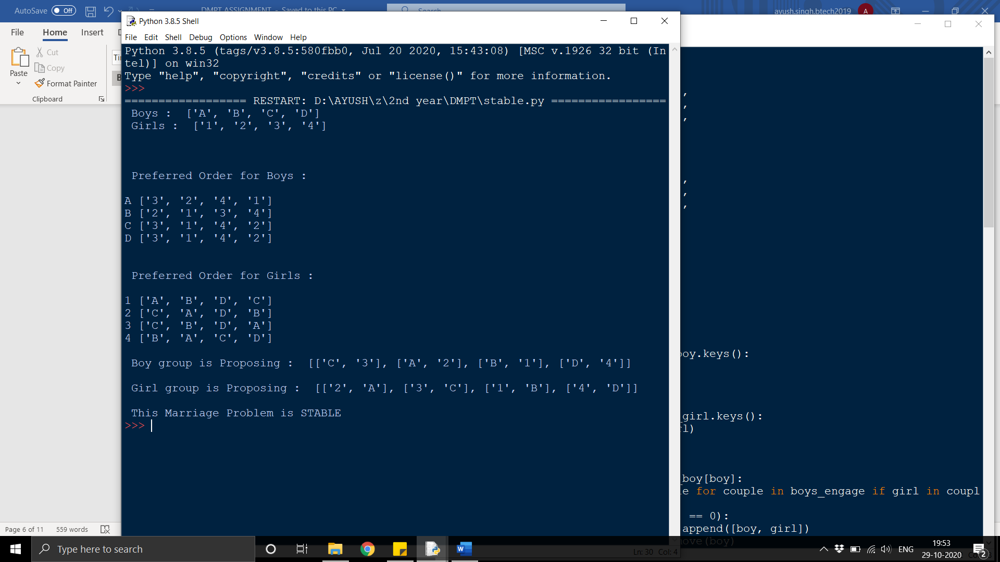 AutoSave Off
DMPT ASSIGNMENT - Saved to this PC
Search
ayush.singh.btech2019 A
File Home Insert
Paste
Cut
Copy
Format Painter
Clipboard
Python 3.8.5 Shell
File Edit Shell Debug Options Window Help
Python 3.8.5 (tags/v3.8.5:580fbb0, Jul 20 2020, 15:43:08) [MSC v.1926 32 bit (In
tel)] on win32
Type "help", "copyright", "credits" or "license()" for more information.
>>>
================== RESTART: D:\AYUSH\z\2nd year\DMPT\stable.py =================
Boys : ['A', 'B', 'C', 'D']
Girls : ['1', '2', '3', '4']
Preferred Order for Boys :
A ['3', '2', '4', '1']
B ['2', '1', '3', '4']
C ['3', '1', '4', '2']
D ['3', '1', '4', '2']
Preferred Order for Girls :
1 ['A', 'B', 'D', 'C']
2 ['C', 'A', 'D', 'B']
3 ['C', 'B', 'D', 'A']
4 ['B', 'A', 'C', 'D']
Boy group is Proposing : [['C', '3'], ['A', '2'], ['B', '1'], ['D', '4']]
Girl group is Proposing : [['2', 'A'], ['3', 'C'], ['1', 'B'], ['4', 'D']]
This Marriage Problem is STABLE
>>>
,
,
,
,
,
,
oy.keys():
_girl.keys():
l)
_boy[boy]:
e for couple in boys_engage if girl in coupl
== 0):
append([boy, girl])
ove(boy)
Ln: 30 Col: 4
Page 6 of 11 559 words
Type here to search
ENG
19:53
29-10-2020
2